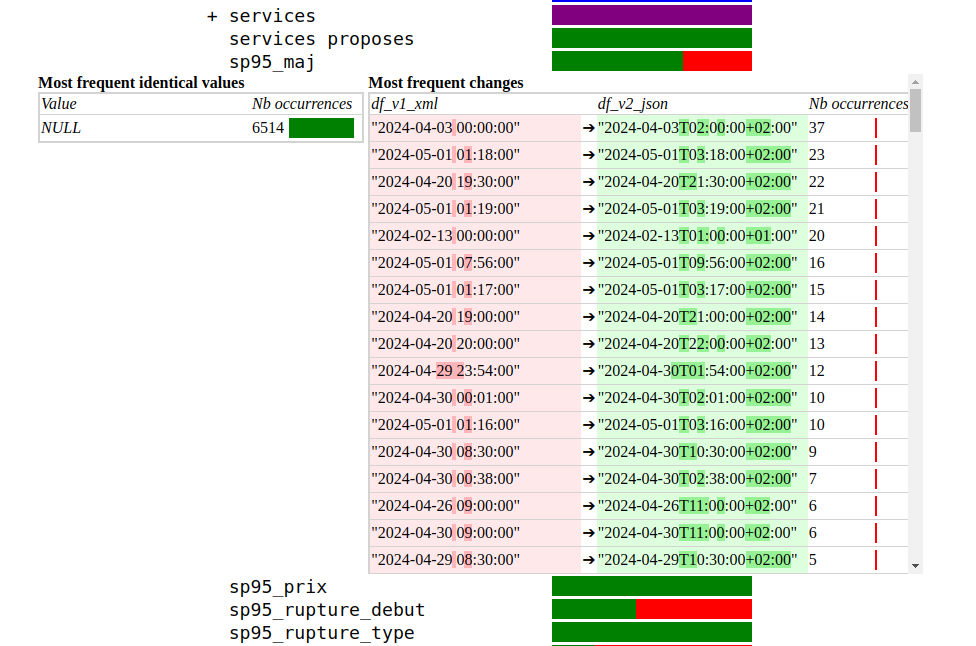 + services
services proposes
sp95_maj
Most frequent identical values
Value Nb occurrences
NULL 6514
Most frequent changes
df_v1_xml df_v2_json Nb occurrences
"2024-04-03 00:00:00" ➔ "2024-04-03T02:00:00+02:00" 37
"2024-05-01 01:18:00" ➔ "2024-05-01T03:18:00+02:00" 23
"2024-04-20 19:30:00" ➔ "2024-04-20T21:30:00+02:00" 22
"2024-05-01 01:19:00" ➔ "2024-05-01T03:19:00+02:00" 21
"2024-02-13 00:00:00" ➔ "2024-02-13T01:00:00+01:00" 20
"2024-05-01 07:56:00" ➔ "2024-05-01T09:56:00+02:00" 16
"2024-05-01 01:17:00" ➔ "2024-05-01T03:17:00+02:00" 15
"2024-04-20 19:00:00" ➔ "2024-04-20T21:00:00+02:00" 14
"2024-04-20 20:00:00" ➔ "2024-04-20T22:00:00+02:00" 13
"2024-04-29 23:54:00" ➔ "2024-04-30T01:54:00+02:00" 12
"2024-04-30 00:01:00" ➔ "2024-04-30T02:01:00+02:00" 10
"2024-05-01 01:16:00" ➔ "2024-05-01T03:16:00+02:00" 10
"2024-04-30 08:30:00" ➔ "2024-04-30T10:30:00+02:00" 9
"2024-04-30 00:38:00" ➔ "2024-04-30T02:38:00+02:00" 7
"2024-04-26 09:00:00" ➔ "2024-04-26T11:00:00+02:00" 6
"2024-04-30 09:00:00" ➔ "2024-04-30T11:00:00+02:00" 6
"2024-04-29 08:30:00" ➔ "2024-04-29T10:30:00+02:00" 5
sp95_prix
sp95_rupture_debut
sp95_rupture_type